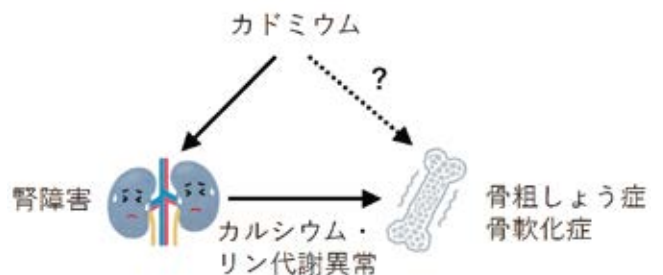 カドミウム
?
腎障害
カルシウム・
リン代謝異常
骨粗しょう症
骨軟化症